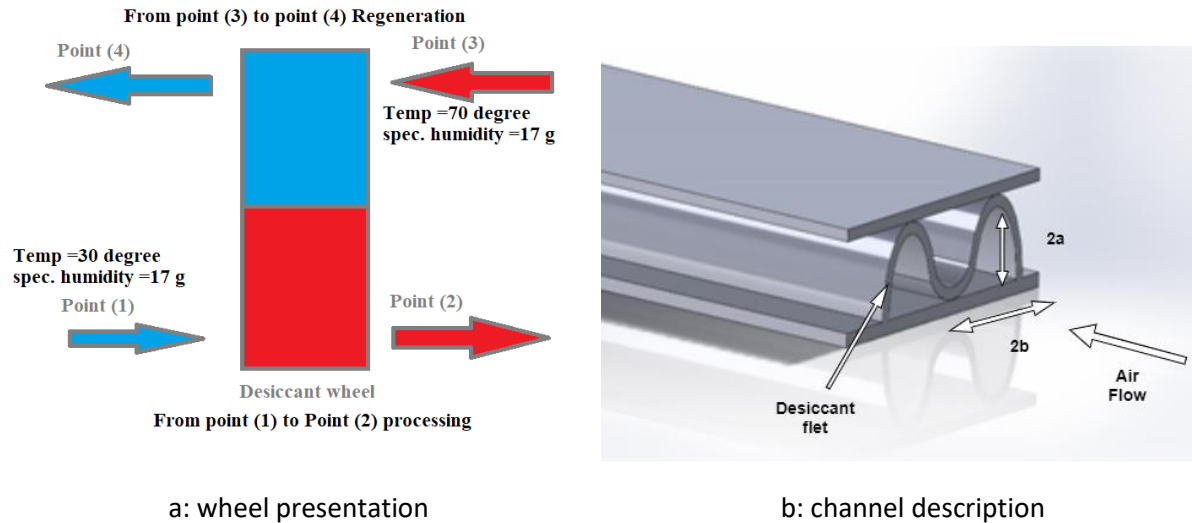 From point (3) to point (4) Regeneration
Point (4)
Point (3)
Temp =70 degree
spec. humidity =17 g
Temp =30 degree
spec. humidity =17 g
Point (1)
Point (2)
Desiccant wheel
From point (1) to Point (2) processing
2a
2b
Air
Flow
Desiccant
flet
a: wheel presentation
b: channel description